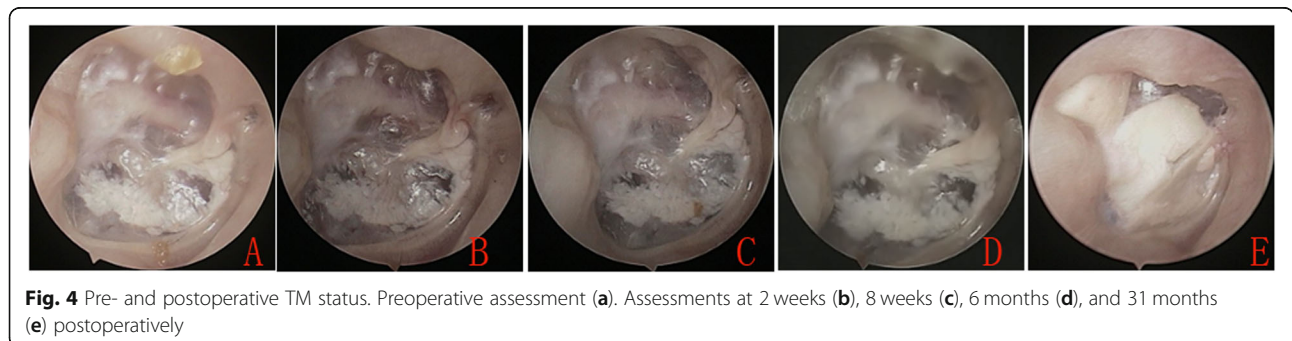 A B C D E
Fig. 4 Pre- and postoperative TM status. Preoperative assessment (a). Assessments at 2 weeks (b), 8 weeks (c), 6 months (d), and 31 months
(e) postoperatively